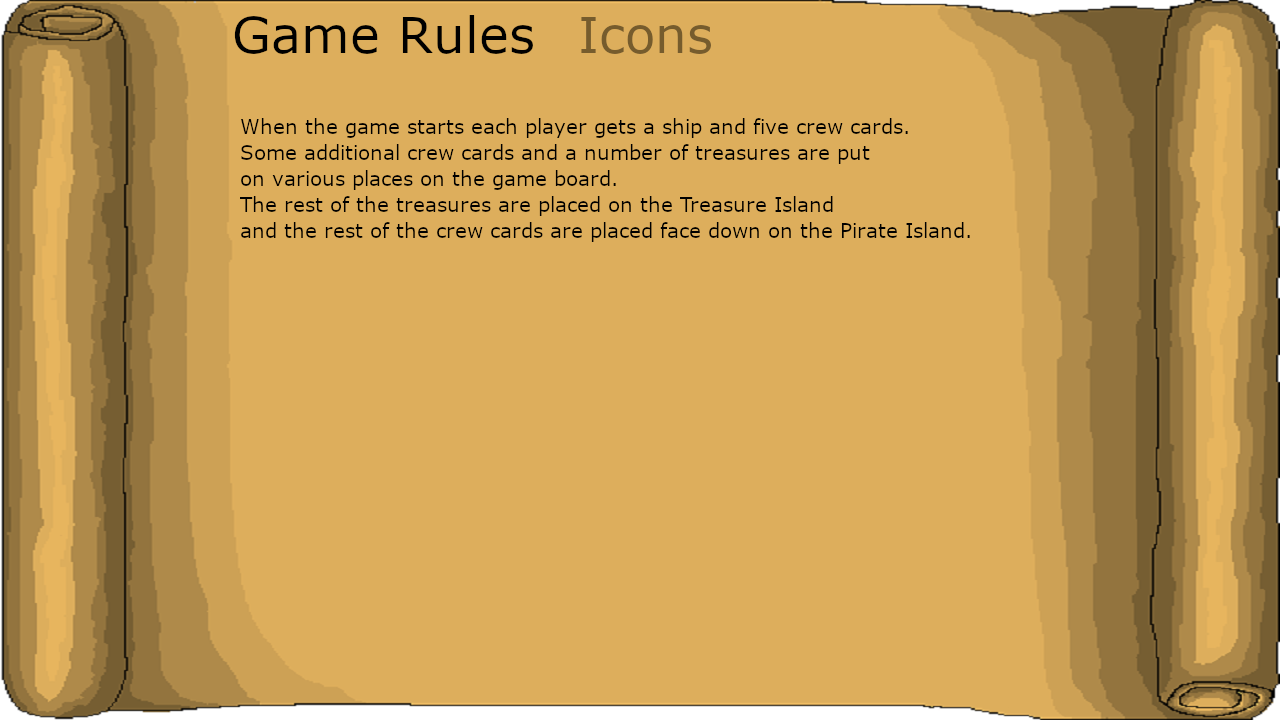 Game Rules Icons
When the game starts each player gets a ship and five crew cards.
Some additional crew cards and a number of treasures are put
on various places on the game board.
The rest of the treasures are placed on the Treasure Island
and the rest of the crew cards are placed face down on the Pirate Island.